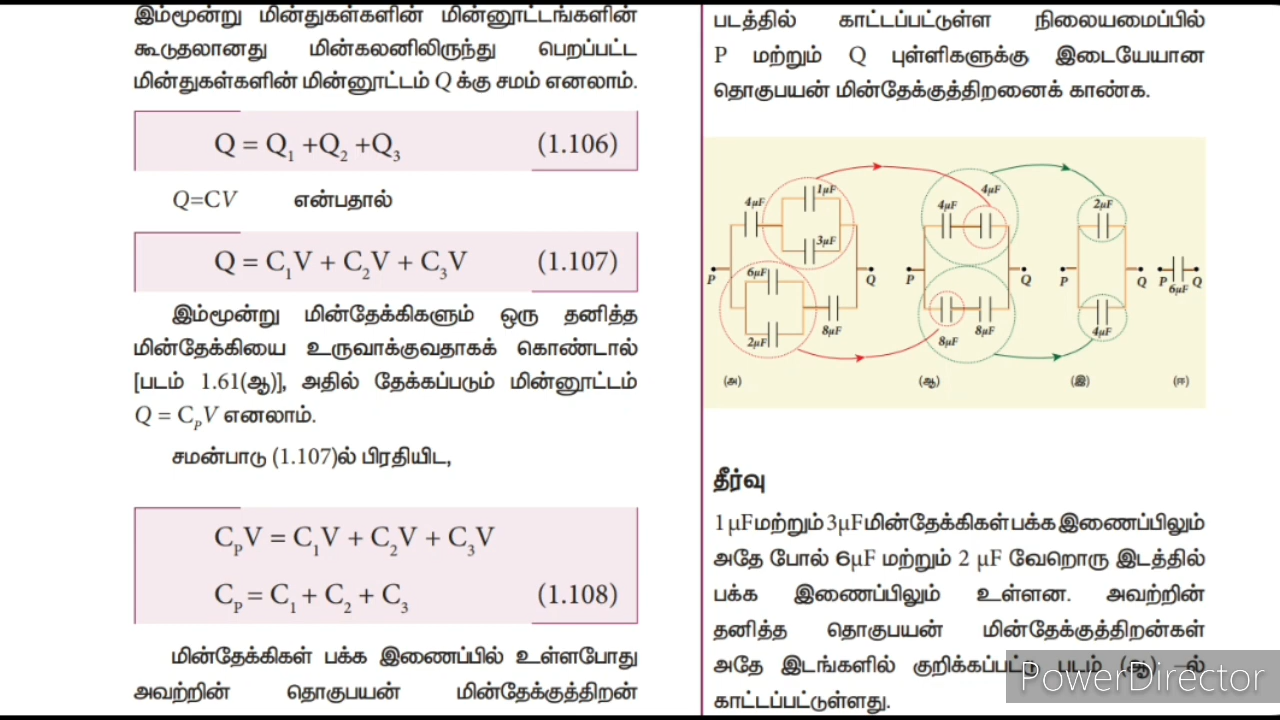 இம்மூன்று மின்துகள்களின் மின்னூட்டங்களின்
கூடுதலானது மின்கலனிலிருந்து பெறப்பட்ட
மின்துகள்களின் மின்னூட்டம் Q க்கு சமம் எனலாம்.
Q = Q₁ +Q₂ +Q₃ (1.106)
Q=CV என்பதால்
Q = C₁V + C₂V + C₃V (1.107)
இம்மூன்று மின்தேக்கிகளும் ஒரு தனித்த
மின்தேக்கியை உருவாக்குவதாகக் கொண்டால்
[படம் 1.61(ஆ)], அதில் தேக்கப்படும் மின்னூட்டம்
Q = CₚV எனலாம்.
சமன்பாடு (1.107)ல் பிரதியிட,
CₚV = C₁V + C₂V + C₃V
Cₚ = C₁ + C₂ + C₃ (1.108)
மின்தேக்கிகள் பக்க இணைப்பில் உள்ளபோது
அவற்றின் தொகுபயன் மின்தேக்குத்திறன்
படத்தில் காட்டப்பட்டுள்ள நிலையமைப்பில்
P மற்றும் Q புள்ளிகளுக்கு இடையேயான
தொகுபயன் மின்தேக்குத்திறனைக் காண்க.
4μF 1μF 3μF
P Q
6μF 2μF 8μF
(அ)
4μF 4μF
P Q
8μF 8μF
(ஆ)
2μF
P Q
4μF
(இ)
P 6μF Q
(ஈ)
தீர்வு
1 μF மற்றும் 3μF மின்தேக்கிகள் பக்க இணைப்பிலும்
அதே போல் 6μF மற்றும் 2 μF வேறொரு இடத்தில்
பக்க இணைப்பிலும் உள்ளன. அவற்றின்
தனித்த தொகுபயன் மின்தேக்குத்திறன்கள்
அதே இடங்களில் குறிக்கப்பட்டு படம் (ஆ) –ல்
காட்டப்பட்டுள்ளது.
PowerDirector